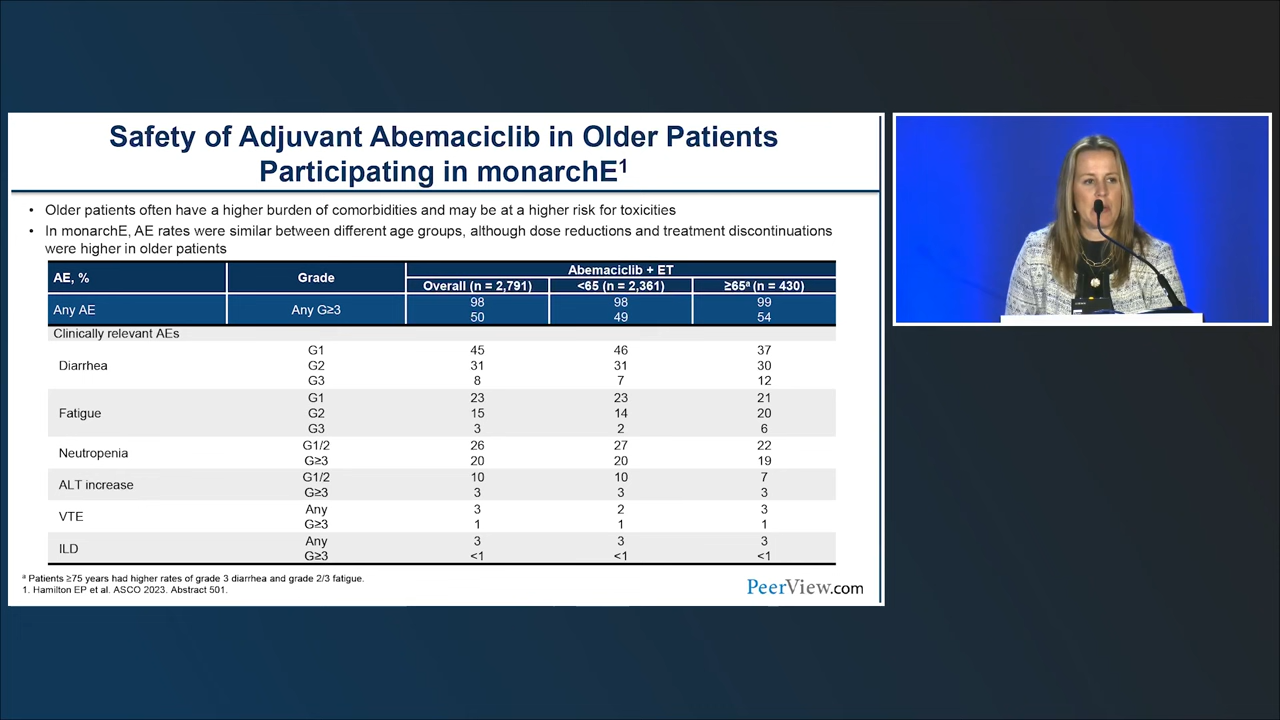 Safety of Adjuvant Abemaciclib in Older Patients
Participating in monarchE1
• Older patients often have a higher burden of comorbidities and may be at a higher risk for toxicities
• In monarchE, AE rates were similar between different age groups, although dose reductions and treatment discontinuations
were higher in older patients
AE, % Grade Abemaciclib + ET
Overall (n = 2,791) <65 (n = 2,361) ≥65a (n = 430)
Any AE Any G≥3 98 98 99
50 49 54
Clinically relevant AEs
Diarrhea
G1 45 46 37
G2 31 31 30
G3 8 7 12
Fatigue
G1 23 23 21
G2 15 14 20
G3 3 2 6
Neutropenia
G1/2 26 27 22
G≥3 20 20 19
ALT increase
G1/2 10 10 7
G≥3 3 3 3
VTE
Any 3 2 3
G≥3 1 1 1
ILD
Any 3 3 3
G≥3 <1 <1 <1
a Patients ≥75 years had higher rates of grade 3 diarrhea and grade 2/3 fatigue.
1. Hamilton EP et al. ASCO 2023. Abstract 501.
PeerView.com